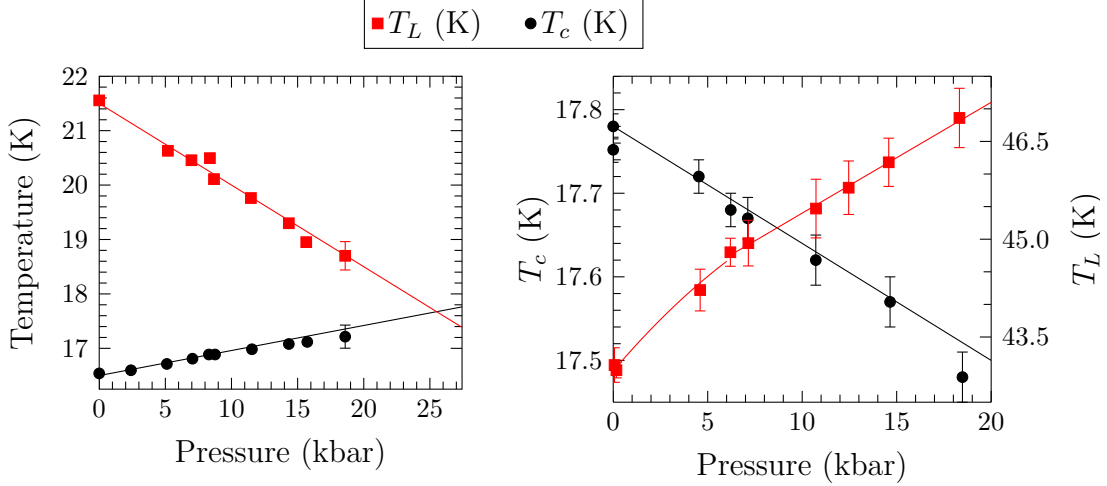 T_L (K) T_c (K)
Temperature (K)
22
21
20
19
18
17
0 5 10 15 20 25
Pressure (kbar)
T_c (K)
17.8
17.7
17.6
17.5
0 5 10 15 20
Pressure (kbar)
46.5
45.0
43.5
T_L (K)